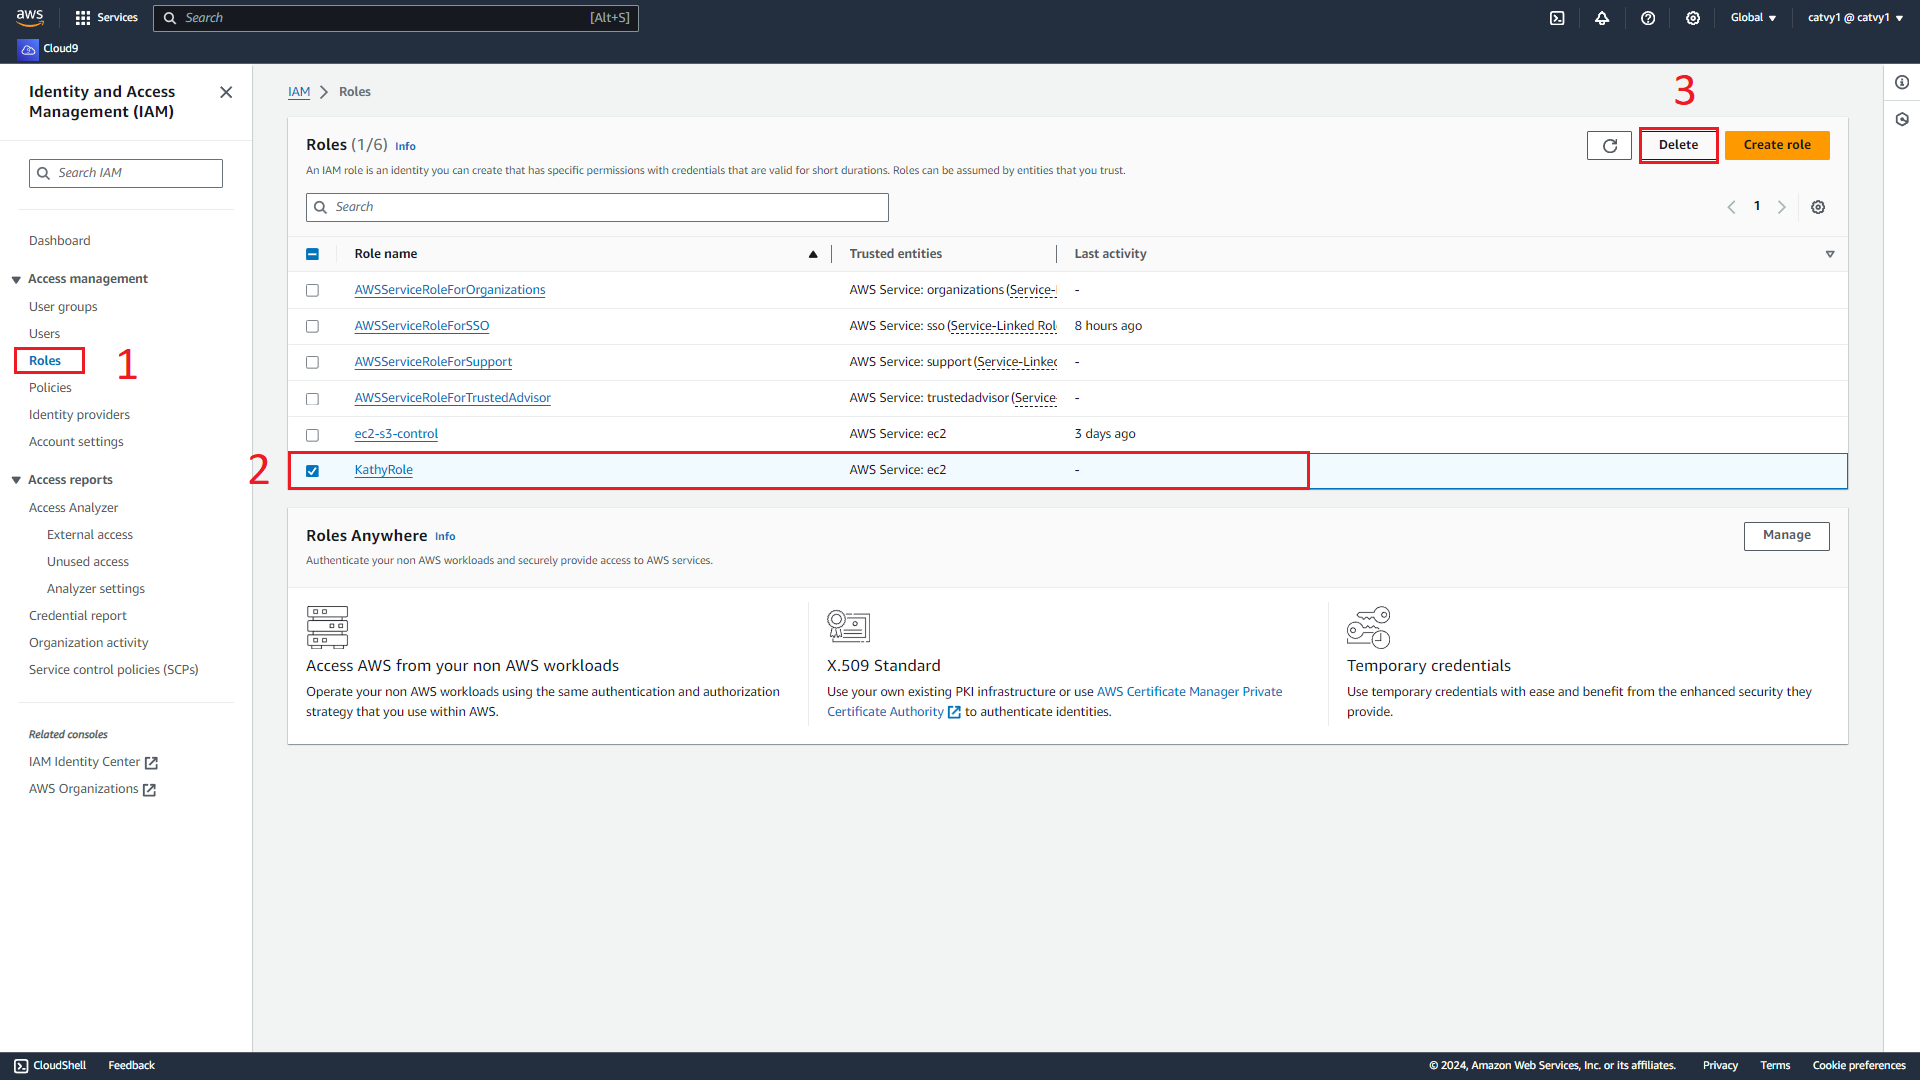 aws
Services
Search
[Alt+S]
Global
catvy1 @ catvy1
Cloud9
Identity and Access
Management (IAM)
Search IAM
Dashboard
Access management
User groups
Users
Roles
1
Policies
Identity providers
Account settings
Access reports
Access Analyzer
External access
Unused access
Analyzer settings
Credential report
Organization activity
Service control policies (SCPs)
Related consoles
IAM Identity Center
AWS Organizations
IAM
Roles
3
Roles (1/6) Info
Delete
Create role
An IAM role is an identity you can create that has specific permissions with credentials that are valid for short durations. Roles can be assumed by entities that you trust.
Search
1
Role name
Trusted entities
Last activity
AWSServiceRoleForOrganizations
AWS Service: organizations (Service-
-
AWSServiceRoleForSSO
AWS Service: sso (Service-Linked Rol
8 hours ago
AWSServiceRoleForSupport
AWS Service: support (Service-Linked
-
AWSServiceRoleForTrustedAdvisor
AWS Service: trustedadvisor (Service-
-
ec2-s3-control
AWS Service: ec2
3 days ago
2
KathyRole
AWS Service: ec2
-
Roles Anywhere Info
Manage
Authenticate your non AWS workloads and securely provide access to AWS services.
Access AWS from your non AWS workloads
Operate your non AWS workloads using the same authentication and authorization
strategy that you use within AWS.
X.509 Standard
Use your own existing PKI infrastructure or use AWS Certificate Manager Private
Certificate Authority to authenticate identities.
Temporary credentials
Use temporary credentials with ease and benefit from the enhanced security they
provide.
CloudShell
Feedback
© 2024, Amazon Web Services, Inc. or its affiliates.
Privacy
Terms
Cookie preferences